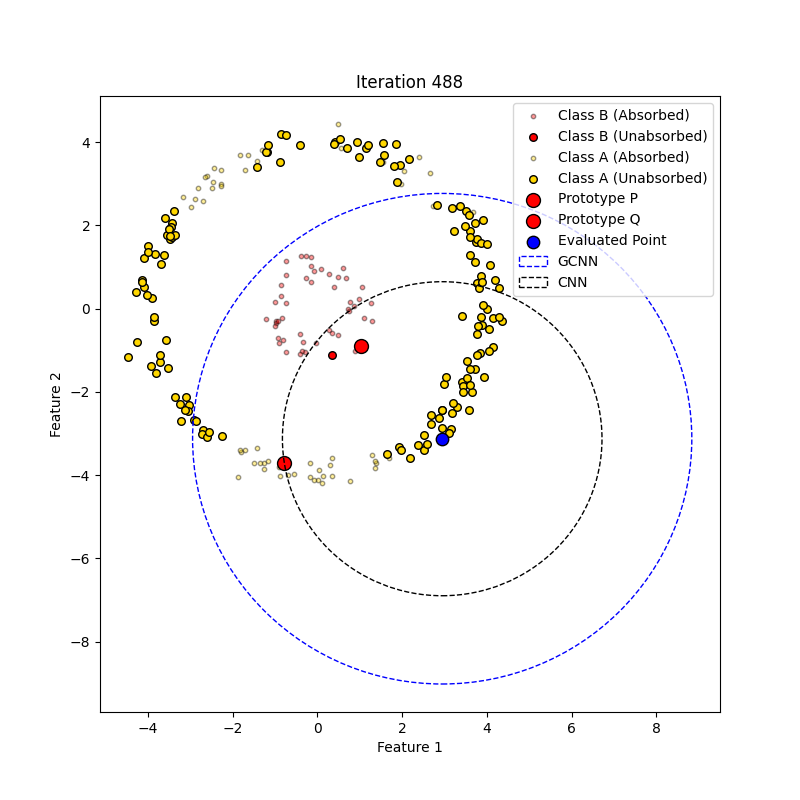 Iteration 488
Class B (Absorbed)
Class B (Unabsorbed)
Class A (Absorbed)
Class A (Unabsorbed)
Prototype P
Prototype Q
Evaluated Point
GCNN
CNN
4
2
0
−2
−4
−6
−8
Feature 2
−4 −2 0 2 4 6 8
Feature 1